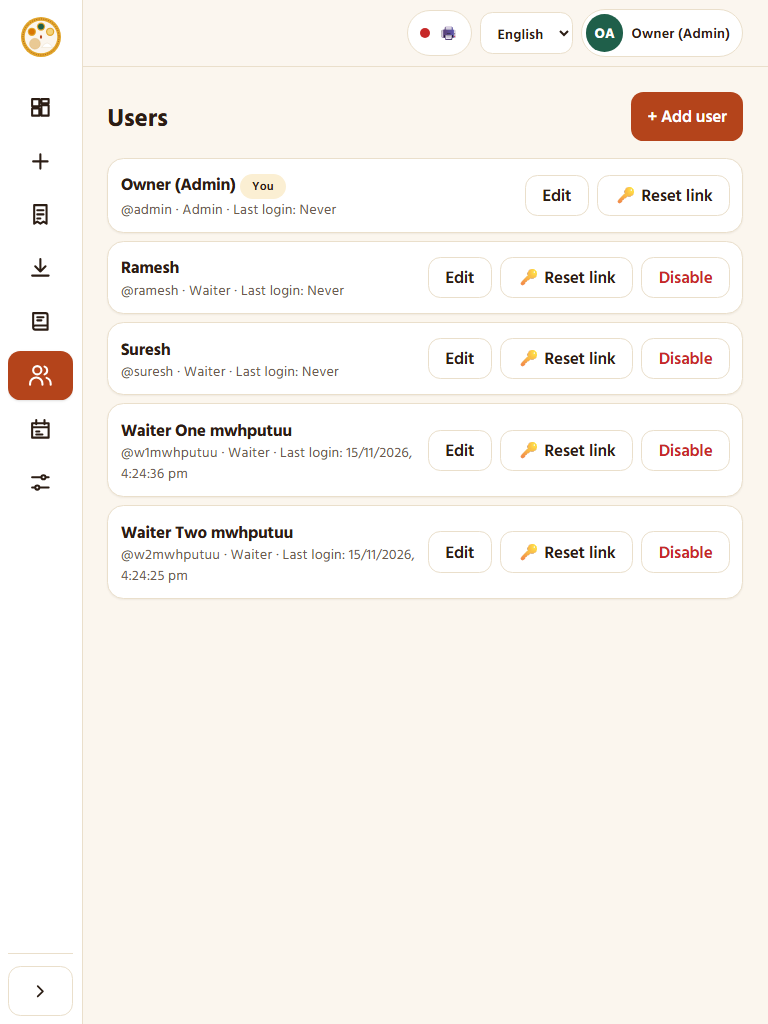 English
OA
Owner (Admin)
Users
+ Add user
Owner (Admin) You
@admin · Admin · Last login: Never
Edit
Reset link
Ramesh
@ramesh · Waiter · Last login: Never
Edit
Reset link
Disable
Suresh
@suresh · Waiter · Last login: Never
Edit
Reset link
Disable
Waiter One mwhputuu
@w1mwhputuu · Waiter · Last login: 15/11/2026,
4:24:36 pm
Edit
Reset link
Disable
Waiter Two mwhputuu
@w2mwhputuu · Waiter · Last login: 15/11/2026,
4:24:25 pm
Edit
Reset link
Disable